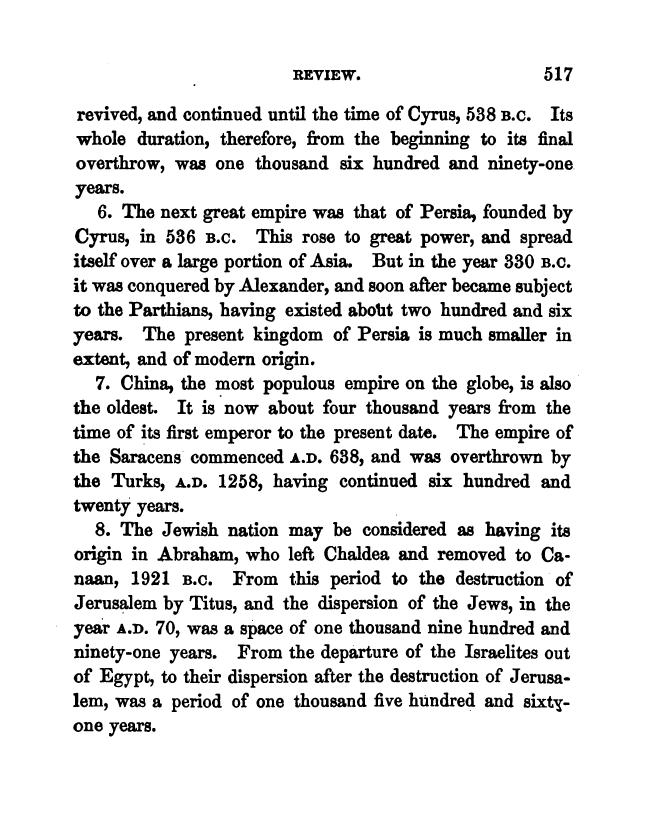 REVIEW. 517
revived, and continued until the time of Cyrus, 538 B.C. Its
whole duration, therefore, from the beginning to its final
overthrow, was one thousand six hundred and ninety-one
years.
6. The next great empire was that of Persia, founded by
Cyrus, in 536 B.C. This rose to great power, and spread
itself over a large portion of Asia. But in the year 330 B.C.
it was conquered by Alexander, and soon after became subject
to the Parthians, having existed about two hundred and six
years. The present kingdom of Persia is much smaller in
extent, and of modern origin.
7. China, the most populous empire on the globe, is also
the oldest. It is now about four thousand years from the
time of its first emperor to the present date. The empire of
the Saracens commenced A.D. 638, and was overthrown by
the Turks, A.D. 1258, having continued six hundred and
twenty years.
8. The Jewish nation may be considered as having its
origin in Abraham, who left Chaldea and removed to Ca-
naan, 1921 B.C. From this period to the destruction of
Jerusalem by Titus, and the dispersion of the Jews, in the
year A.D. 70, was a space of one thousand nine hundred and
ninety-one years. From the departure of the Israelites out
of Egypt, to their dispersion after the destruction of Jerusa-
lem, was a period of one thousand five hundred and sixty-
one years.